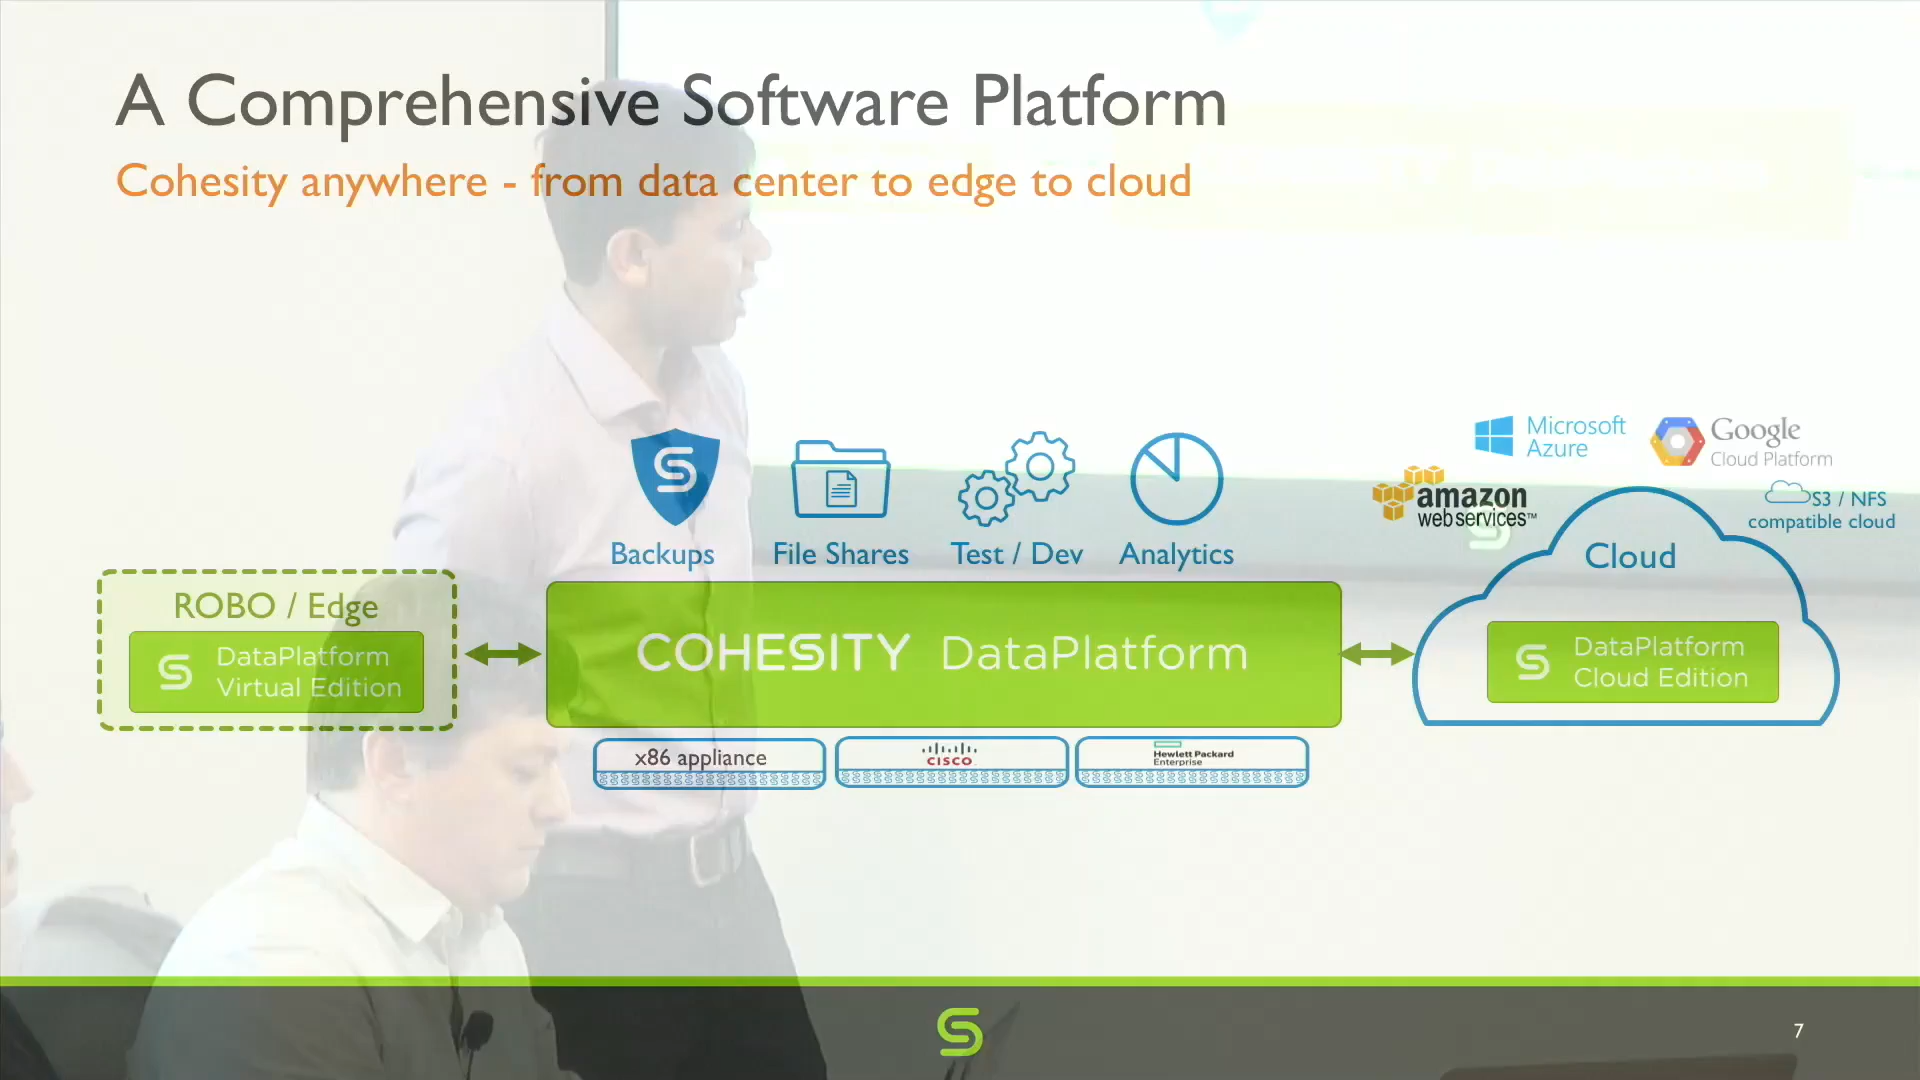 A Comprehensive Software Platform
Cohesity anywhere - from data center to edge to cloud
Microsoft
Azure
Google
Cloud Platform
amazon
web services™
S3 / NFS
compatible cloud
Backups
File Shares
Test / Dev
Analytics
Cloud
ROBO / Edge
DataPlatform
Virtual Edition
COHESITY DataPlatform
DataPlatform
Cloud Edition
x86 appliance
CISCO
Hewlett Packard
Enterprise
7